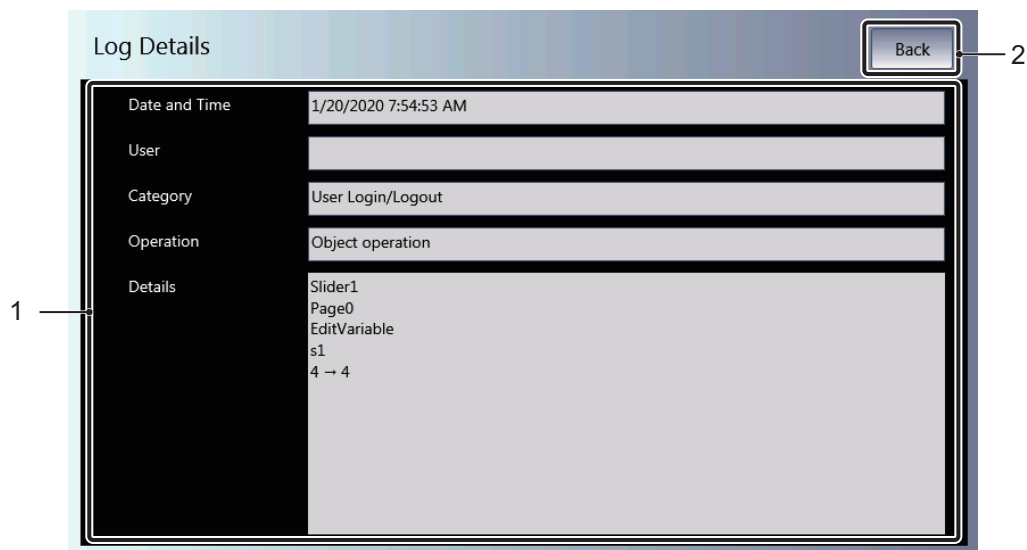 Log Details
Back
2
Date and Time
1/20/2020 7:54:53 AM
User
Category
User Login/Logout
Operation
Object operation
Details
Slider1
Page0
EditVariable
s1
4 → 4
1